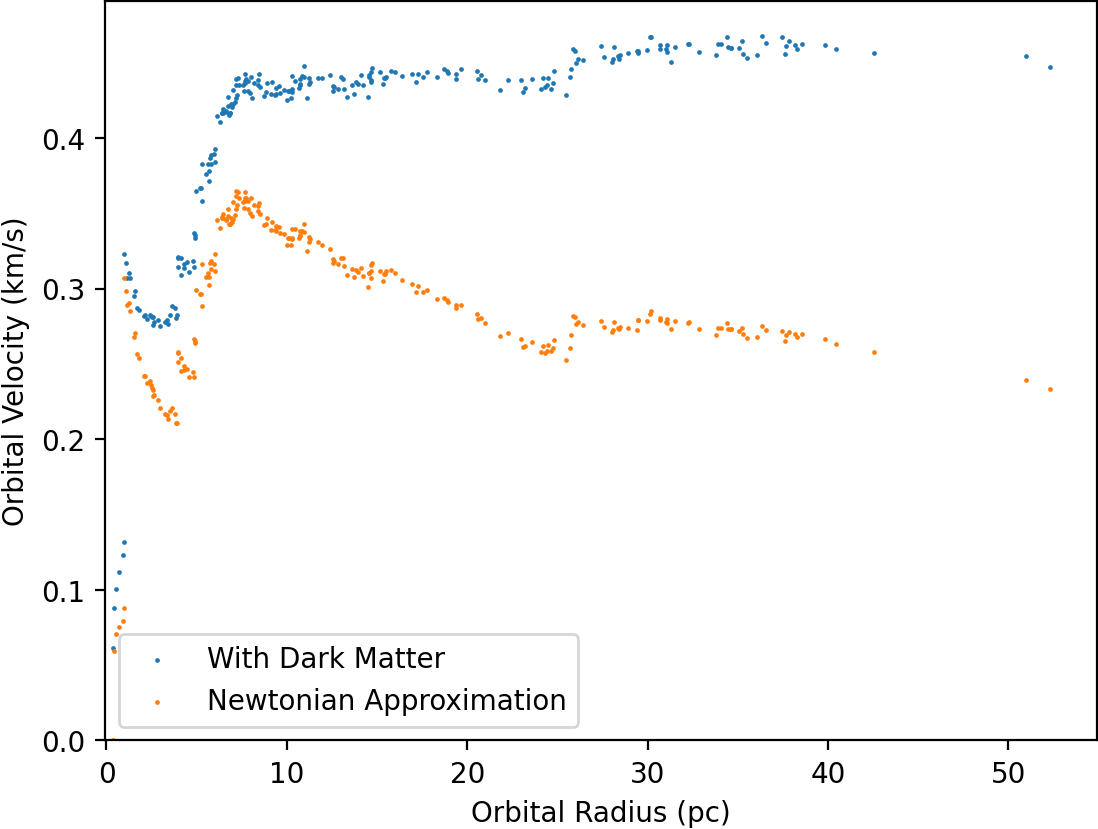 Orbital Velocity (km/s)
0.4
0.3
0.2
0.1
0.0
With Dark Matter
Newtonian Approximation
0
10
20
30
40
50
Orbital Radius (pc)